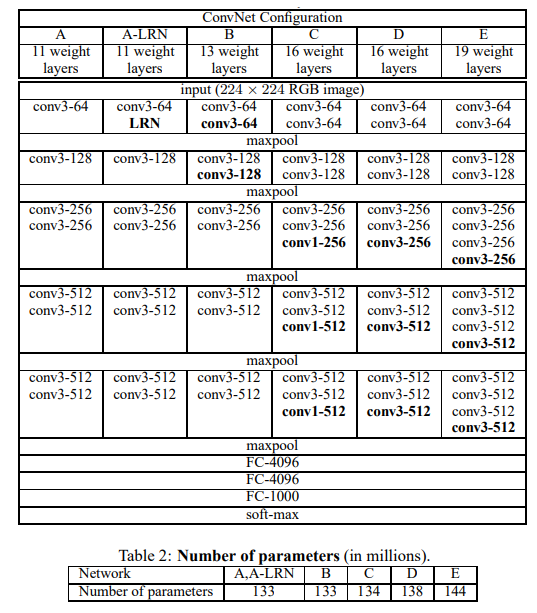 ConvNet Configuration
A A-LRN B C D E
11 weight 11 weight 13 weight 16 weight 16 weight 19 weight
layers layers layers layers layers layers
input (224 × 224 RGB image)
conv3-64 conv3-64 conv3-64 conv3-64 conv3-64 conv3-64
LRN conv3-64 conv3-64 conv3-64 conv3-64
maxpool
conv3-128 conv3-128 conv3-128 conv3-128 conv3-128 conv3-128
conv3-128 conv3-128 conv3-128 conv3-128
maxpool
conv3-256 conv3-256 conv3-256 conv3-256 conv3-256 conv3-256
conv3-256 conv3-256 conv3-256 conv3-256 conv3-256 conv3-256
conv1-256 conv3-256 conv3-256
conv3-256
maxpool
conv3-512 conv3-512 conv3-512 conv3-512 conv3-512 conv3-512
conv3-512 conv3-512 conv3-512 conv3-512 conv3-512 conv3-512
conv1-512 conv3-512 conv3-512
conv3-512
maxpool
conv3-512 conv3-512 conv3-512 conv3-512 conv3-512 conv3-512
conv3-512 conv3-512 conv3-512 conv3-512 conv3-512 conv3-512
conv1-512 conv3-512 conv3-512
conv3-512
maxpool
FC-4096
FC-4096
FC-1000
soft-max
Table 2: Number of parameters (in millions).
Network A,A-LRN B C D E
Number of parameters 133 133 134 138 144